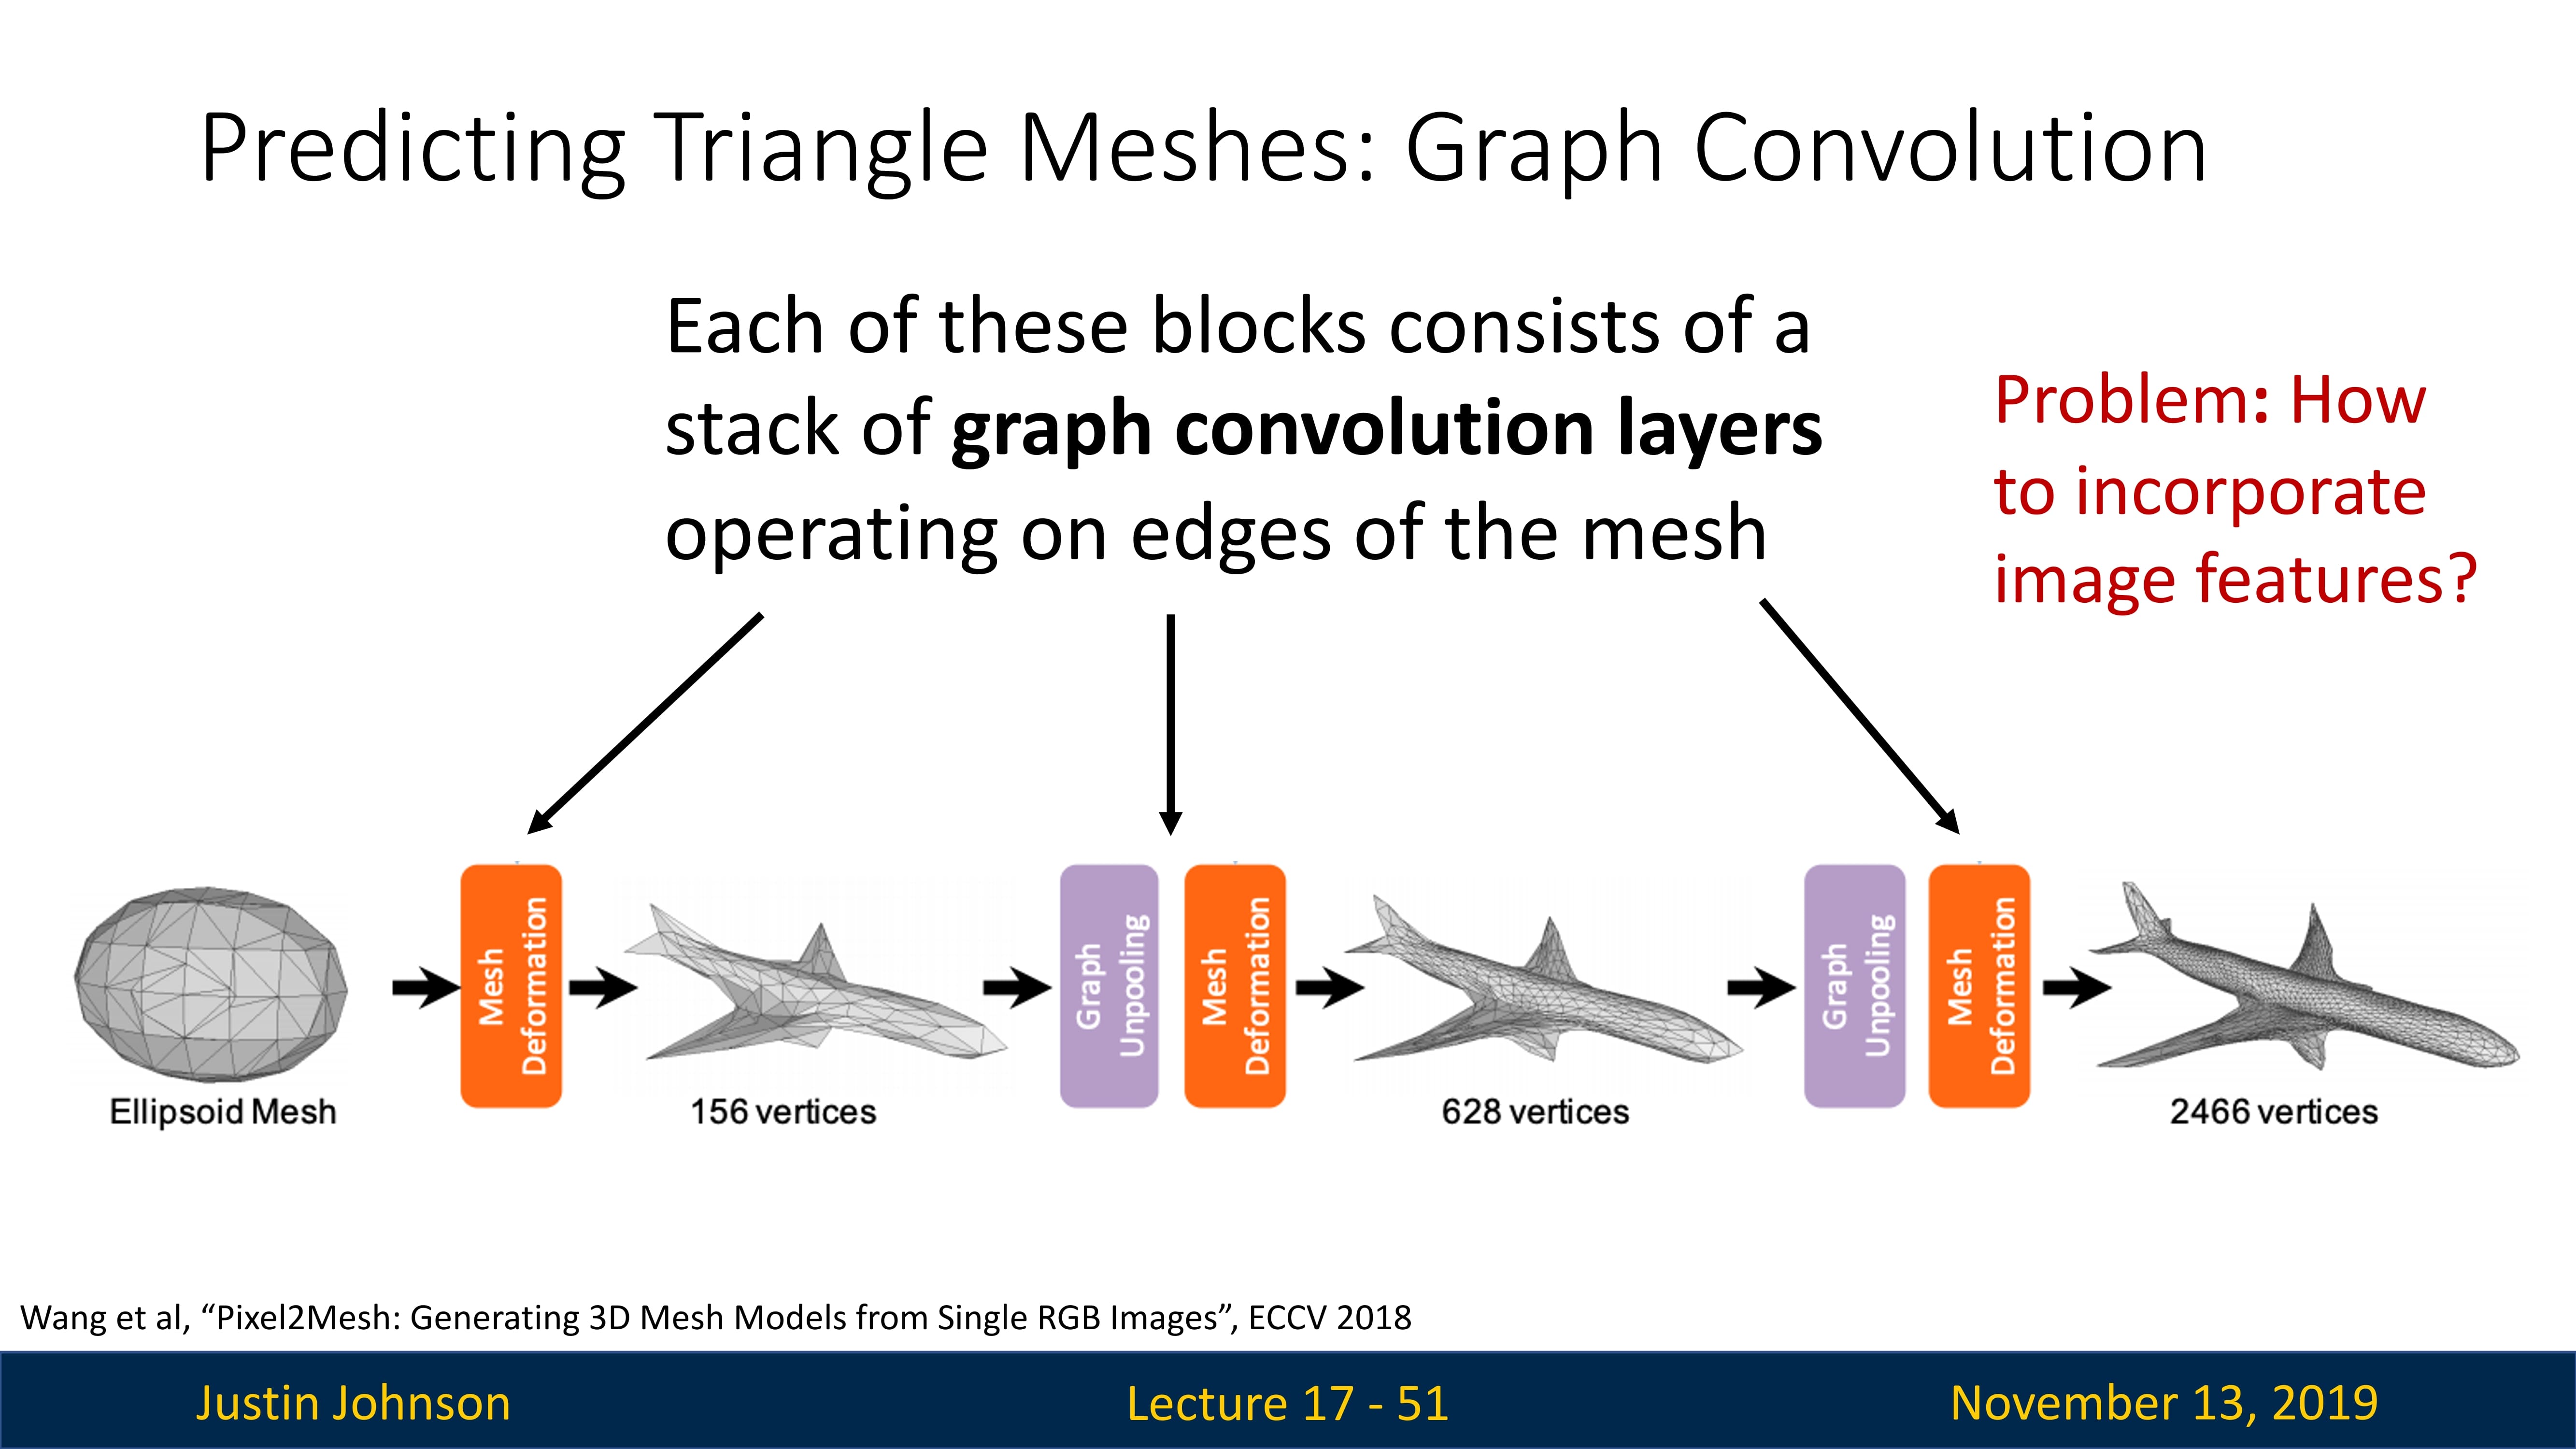 Predicting Triangle Meshes: Graph Convolution
Each of these blocks consists of a
stack of graph convolution layers
operating on edges of the mesh
Problem: How
to incorporate
image features?
Mesh
Deformation
Graph
Unpooling
Mesh
Deformation
Graph
Unpooling
Mesh
Deformation
Ellipsoid Mesh
156 vertices
628 vertices
2466 vertices
Wang et al, “Pixel2Mesh: Generating 3D Mesh Models from Single RGB Images”, ECCV 2018
Justin Johnson
Lecture 17 - 51
November 13, 2019